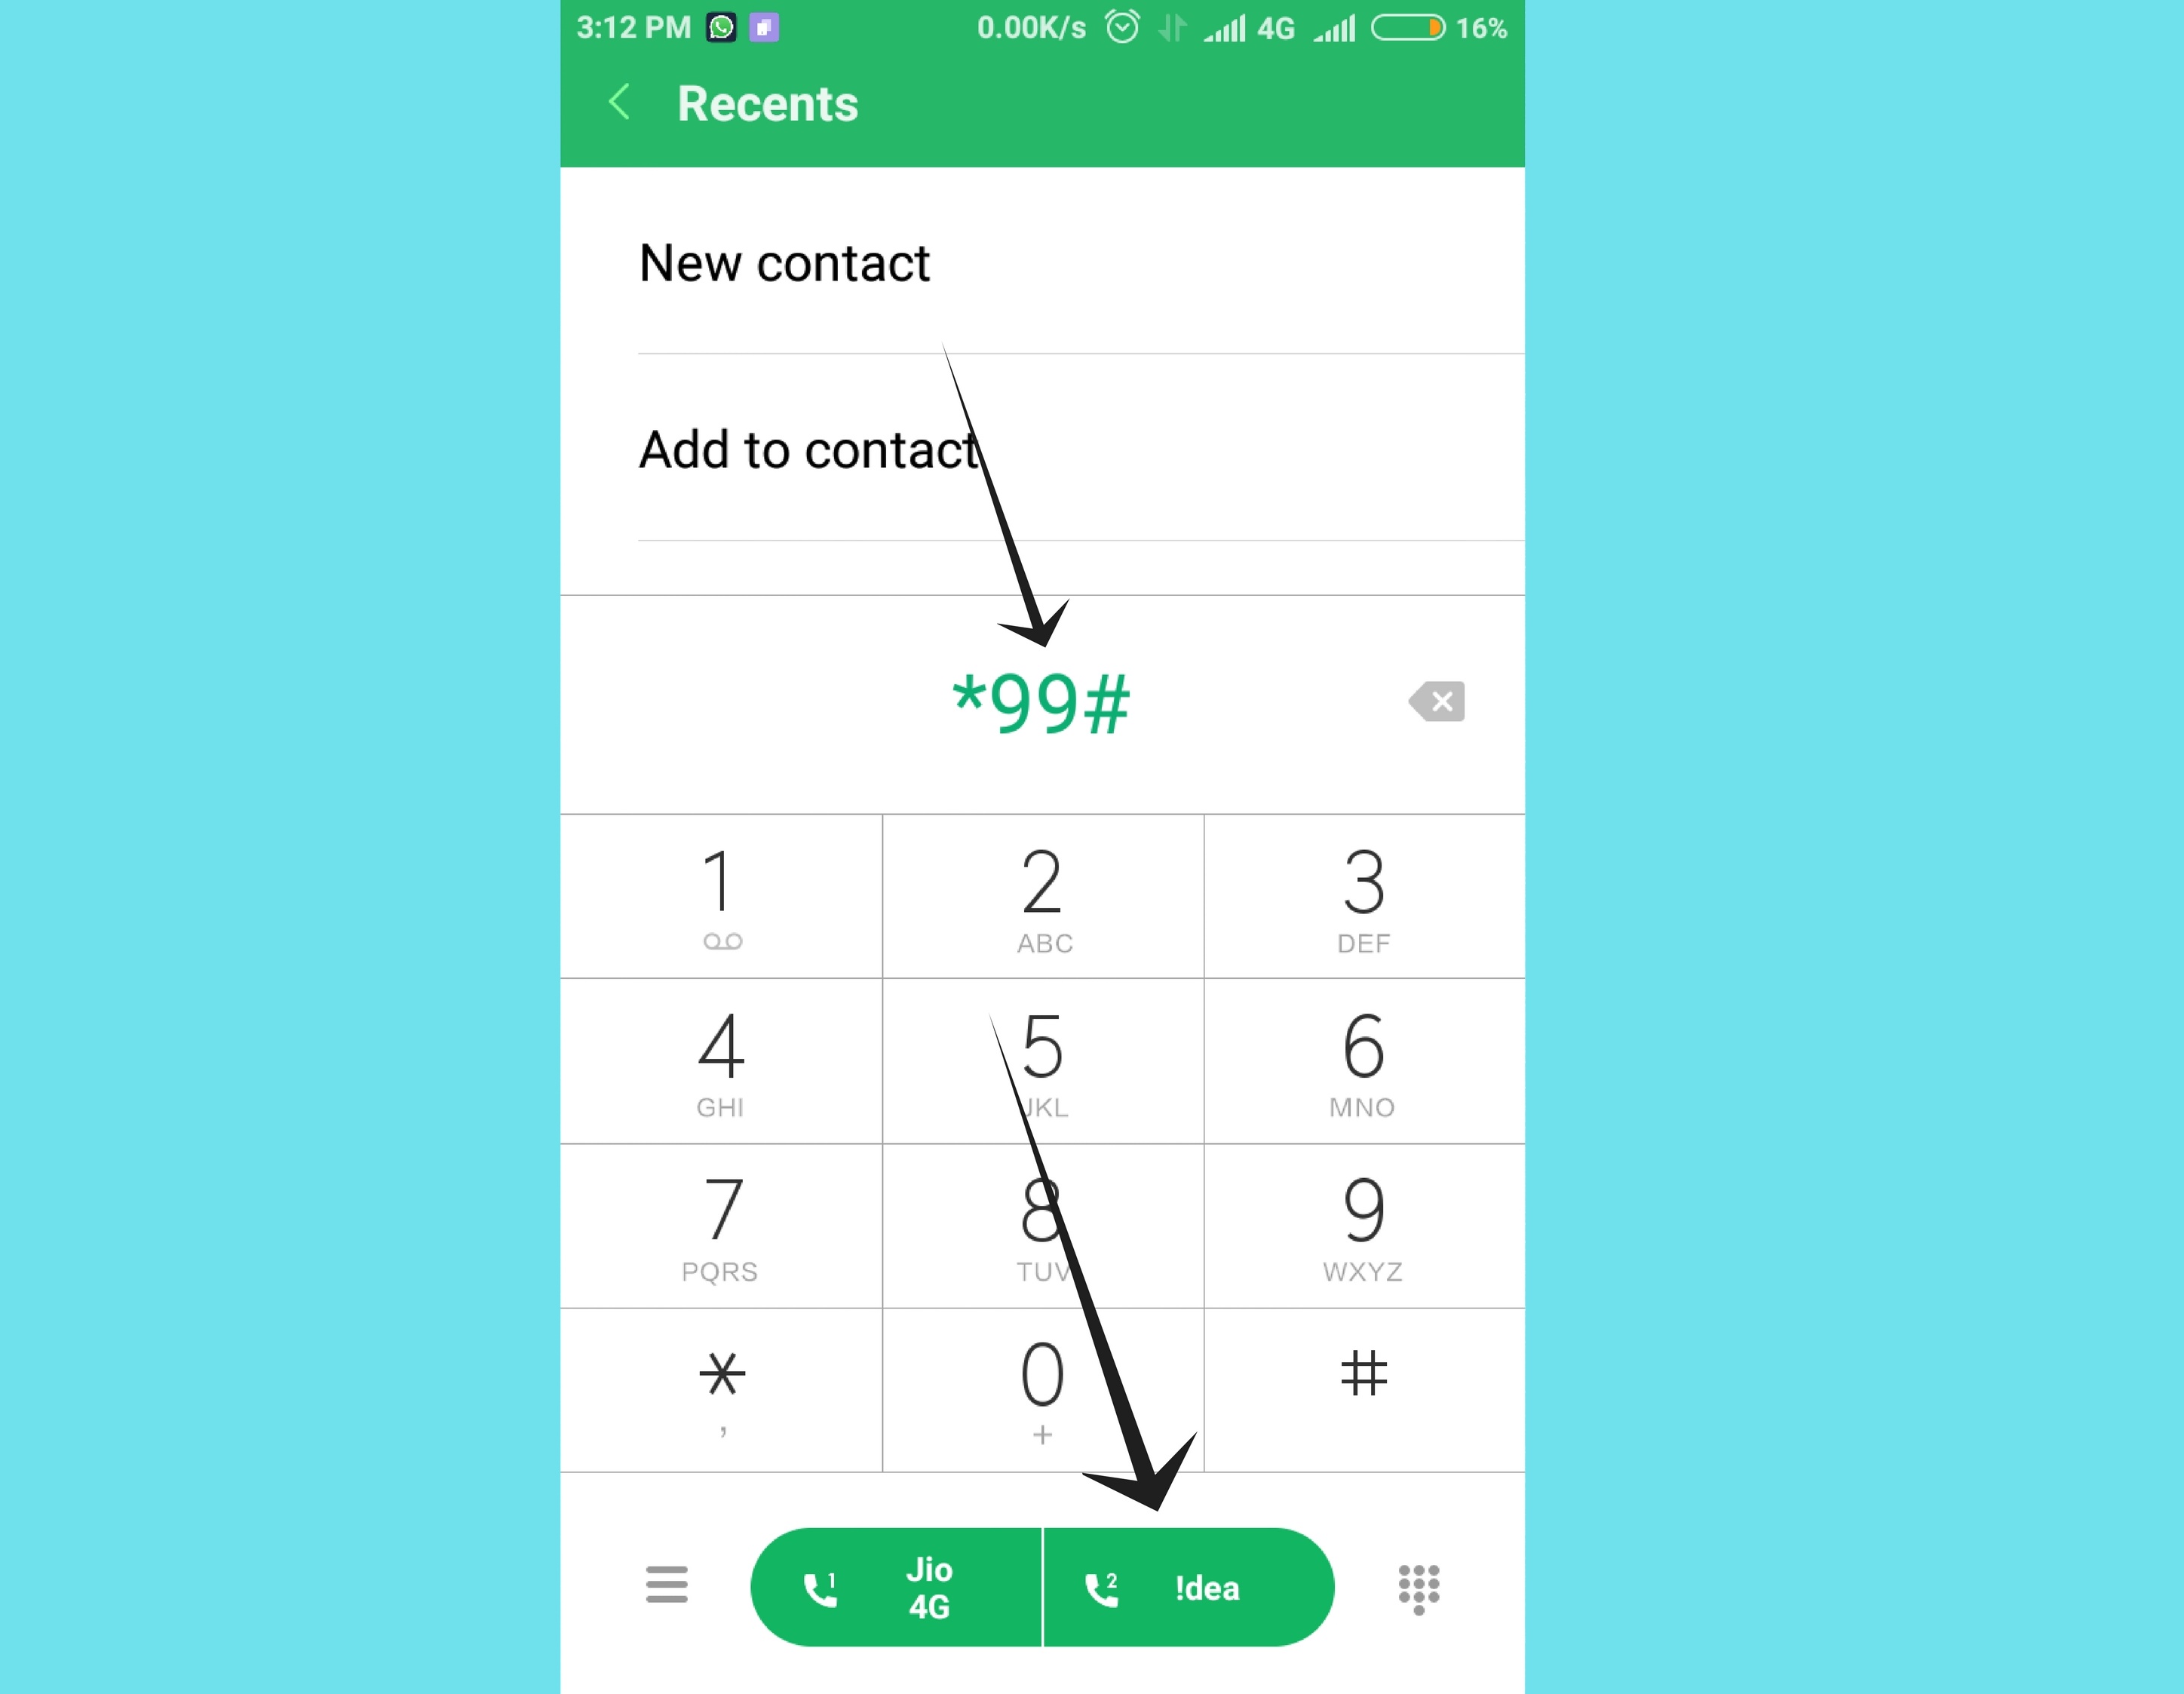 3:12 PM 0.00K/s 4G 16%
Recents
New contact
Add to contact
*99#
1 2 3
ABC DEF
4 5 6
GHI JKL MNO
7 8 9
PQRS TUV WXYZ
* 0 #
, +
1 Jio 4G 2 !dea